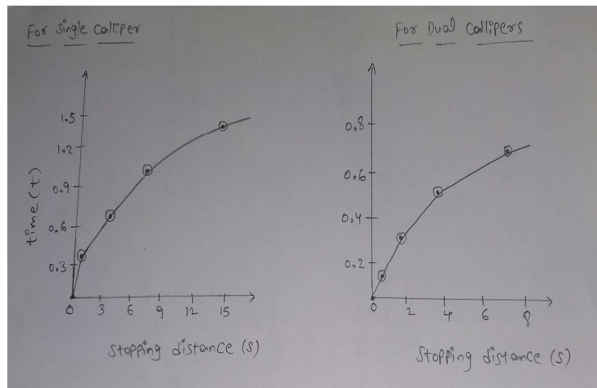 For Single Calliper
1.5
1.2
0.9
0.6
0.3
time (t)
0 3 6 9 12 15
Stopping distance (s)
For Dual Callipers
0.8
0.6
0.4
0.2
0 2 4 6 8
Stopping distance (s)